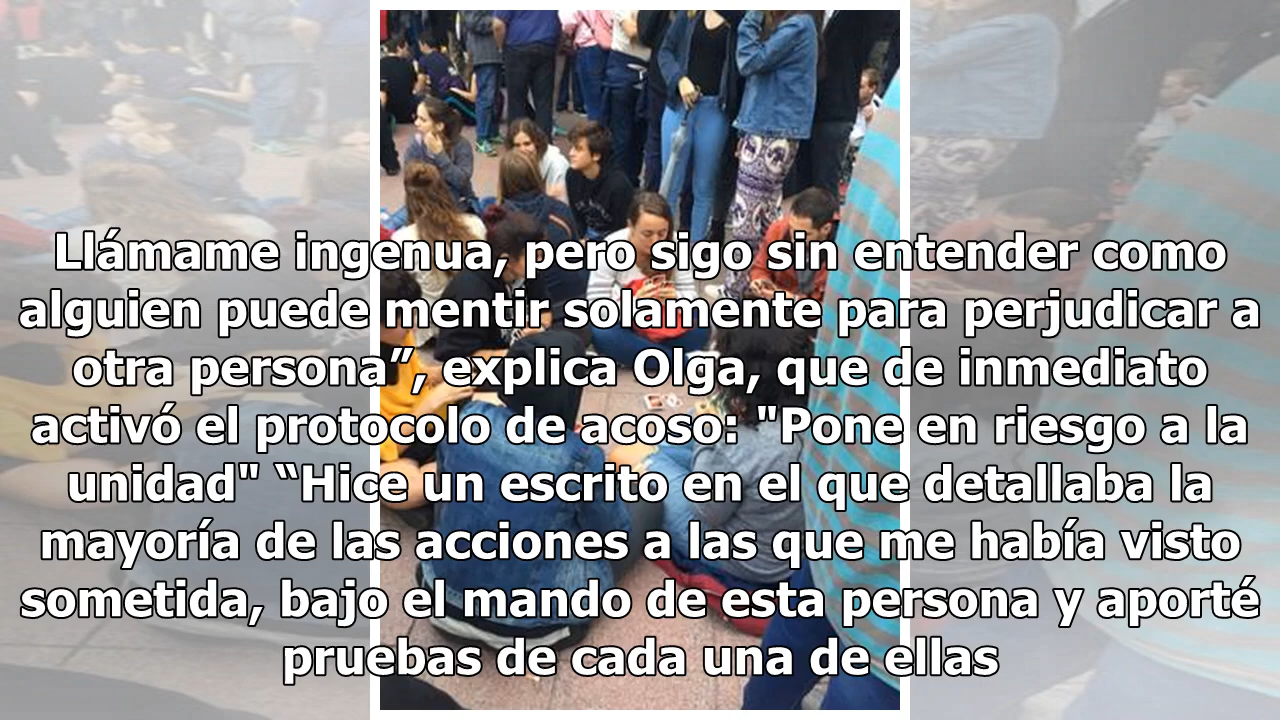 Llámame ingenua, pero sigo sin entender como
alguien puede mentir solamente para perjudicar a
otra persona”, explica Olga, que de inmediato
activó el protocolo de acoso: "Pone en riesgo a la
unidad" “Hice un escrito en el que detallaba la
mayoría de las acciones a las que me había visto
sometida, bajo el mando de esta persona y aporté
pruebas de cada una de ellas